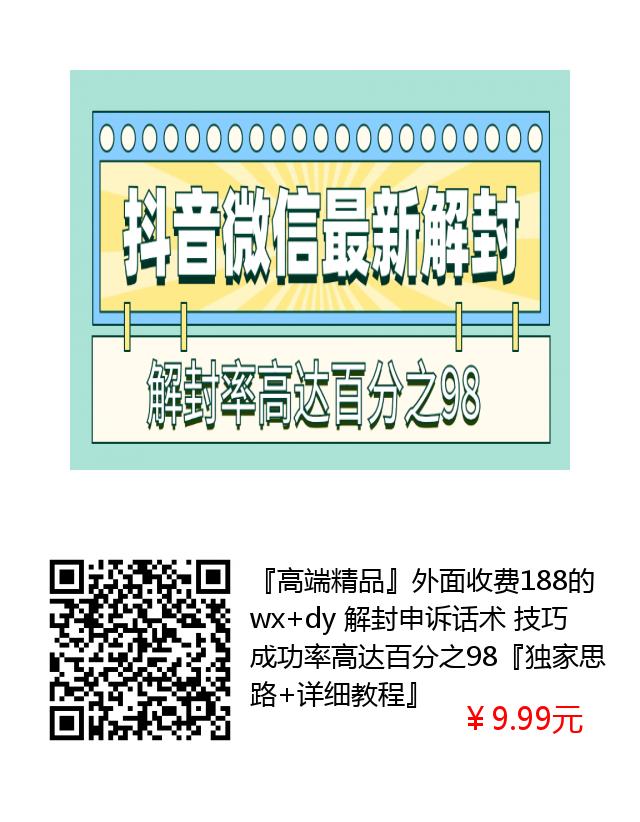 抖音微信最新解封
解封率高达百分之98
『高端精品』外面收费188的
wx+dy 解封申诉话术 技巧
成功率高达百分之98『独家思
路+详细教程』
¥ 9.99元